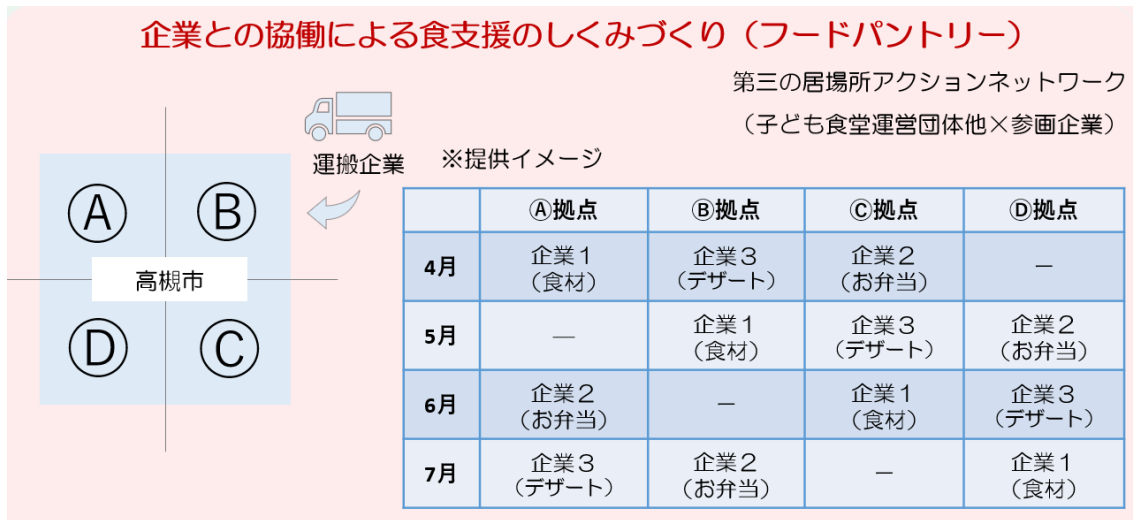 企業との協働による食支援のしくみづくり（フードパントリー）
第三の居場所アクションネットワーク
（子ども食堂運営団体他×参画企業）
運搬企業
※提供イメージ
Ⓐ
Ⓑ
高槻市
Ⓓ
Ⓒ
Ⓐ拠点 Ⓑ拠点 Ⓒ拠点 Ⓓ拠点
4月 企業１ 企業３ 企業２ －
（食材） （デザート） （お弁当）
5月 － 企業１ 企業３ 企業２
（食材） （デザート） （お弁当）
6月 企業２ － 企業１ 企業３
（お弁当） （食材） （デザート）
7月 企業３ 企業２ － 企業１
（デザート） （お弁当） （食材）